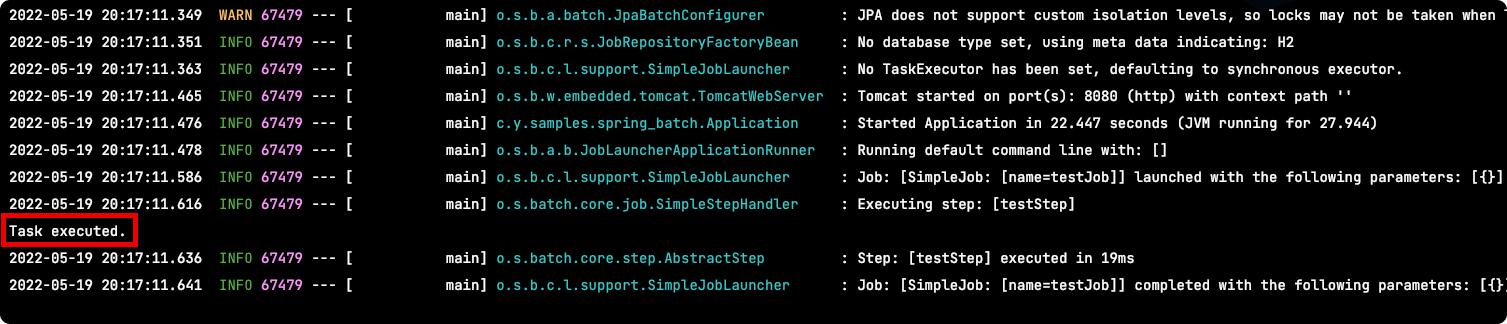 2022-05-19 20:17:11.349  WARN 67479 --- [           main] o.s.b.a.batch.JpaBatchConfigurer         : JPA does not support custom isolation levels, so locks may not be taken when
2022-05-19 20:17:11.351  INFO 67479 --- [           main] o.s.b.c.r.s.JobRepositoryFactoryBean     : No database type set, using meta data indicating: H2
2022-05-19 20:17:11.363  INFO 67479 --- [           main] o.s.b.c.l.support.SimpleJobLauncher      : No TaskExecutor has been set, defaulting to synchronous executor.
2022-05-19 20:17:11.465  INFO 67479 --- [           main] o.s.b.w.embedded.tomcat.TomcatWebServer  : Tomcat started on port(s): 8080 (http) with context path ''
2022-05-19 20:17:11.476  INFO 67479 --- [           main] c.y.samples.spring_batch.Application     : Started Application in 22.447 seconds (JVM running for 27.944)
2022-05-19 20:17:11.478  INFO 67479 --- [           main] o.s.b.a.b.JobLauncherApplicationRunner   : Running default command line with: []
2022-05-19 20:17:11.586  INFO 67479 --- [           main] o.s.b.c.l.support.SimpleJobLauncher      : Job: [SimpleJob: [name=testJob]] launched with the following parameters: [{}]
2022-05-19 20:17:11.616  INFO 67479 --- [           main] o.s.batch.core.job.SimpleStepHandler     : Executing step: [testStep]
Task executed.
2022-05-19 20:17:11.636  INFO 67479 --- [           main] o.s.batch.core.step.AbstractStep         : Step: [testStep] executed in 19ms
2022-05-19 20:17:11.641  INFO 67479 --- [           main] o.s.b.c.l.support.SimpleJobLauncher      : Job: [SimpleJob: [name=testJob]] completed with the following parameters: [{}]